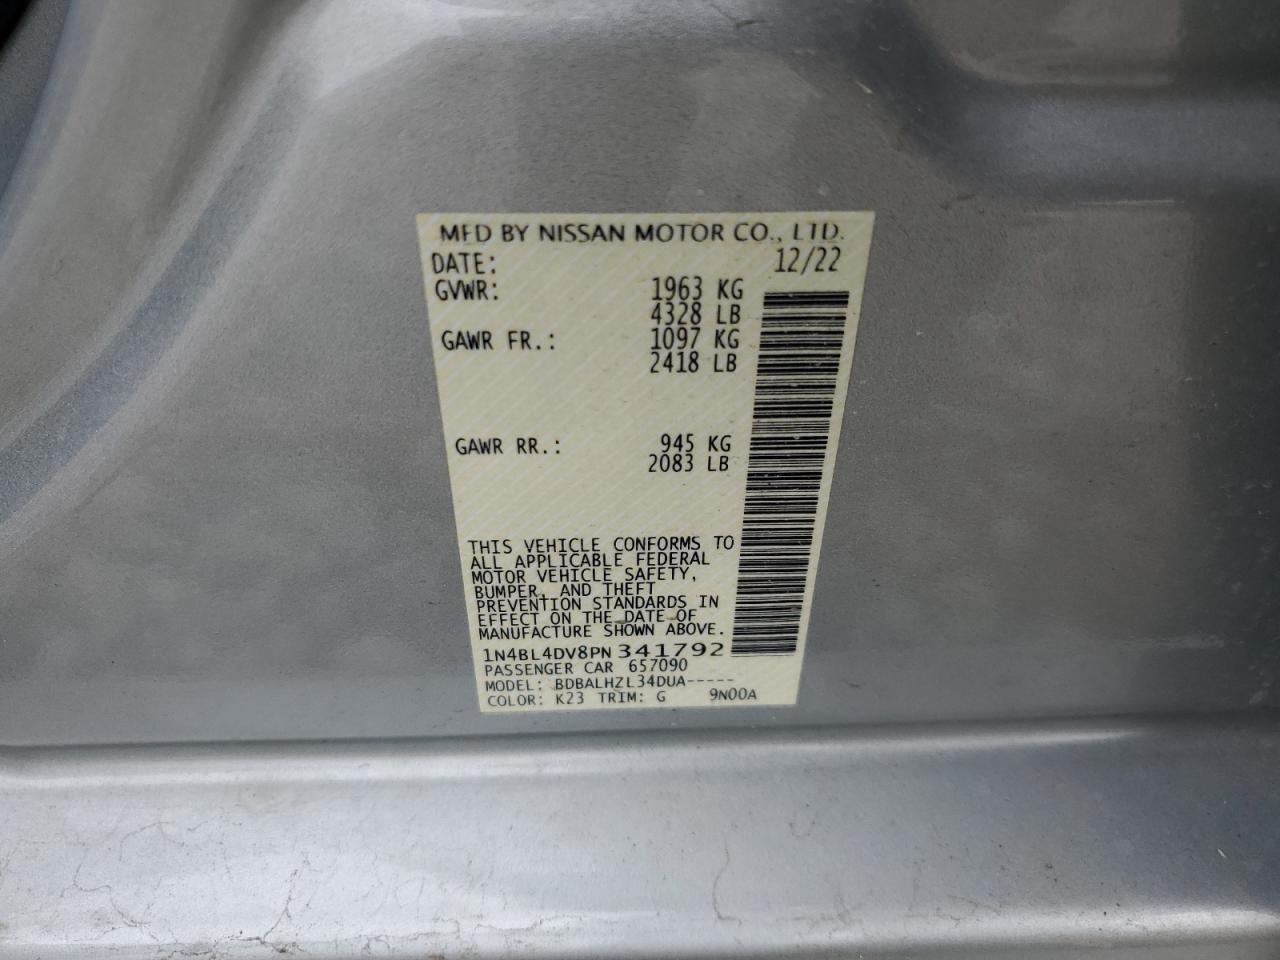 MFD BY NISSAN MOTOR CO., LTD.
DATE: 12/22
GVWR: 1963 KG
4328 LB
GAWR FR.: 1097 KG
2418 LB
GAWR RR.: 945 KG
2083 LB
THIS VEHICLE CONFORMS TO
ALL APPLICABLE FEDERAL
MOTOR VEHICLE SAFETY,
BUMPER, AND THEFT
PREVENTION STANDARDS IN
EFFECT ON THE DATE OF
MANUFACTURE SHOWN ABOVE.
1N4BL4DV8PN341792
PASSENGER CAR 657090
MODEL: BDBALHZL34DUA-----
COLOR: K23 TRIM: G 9N00A